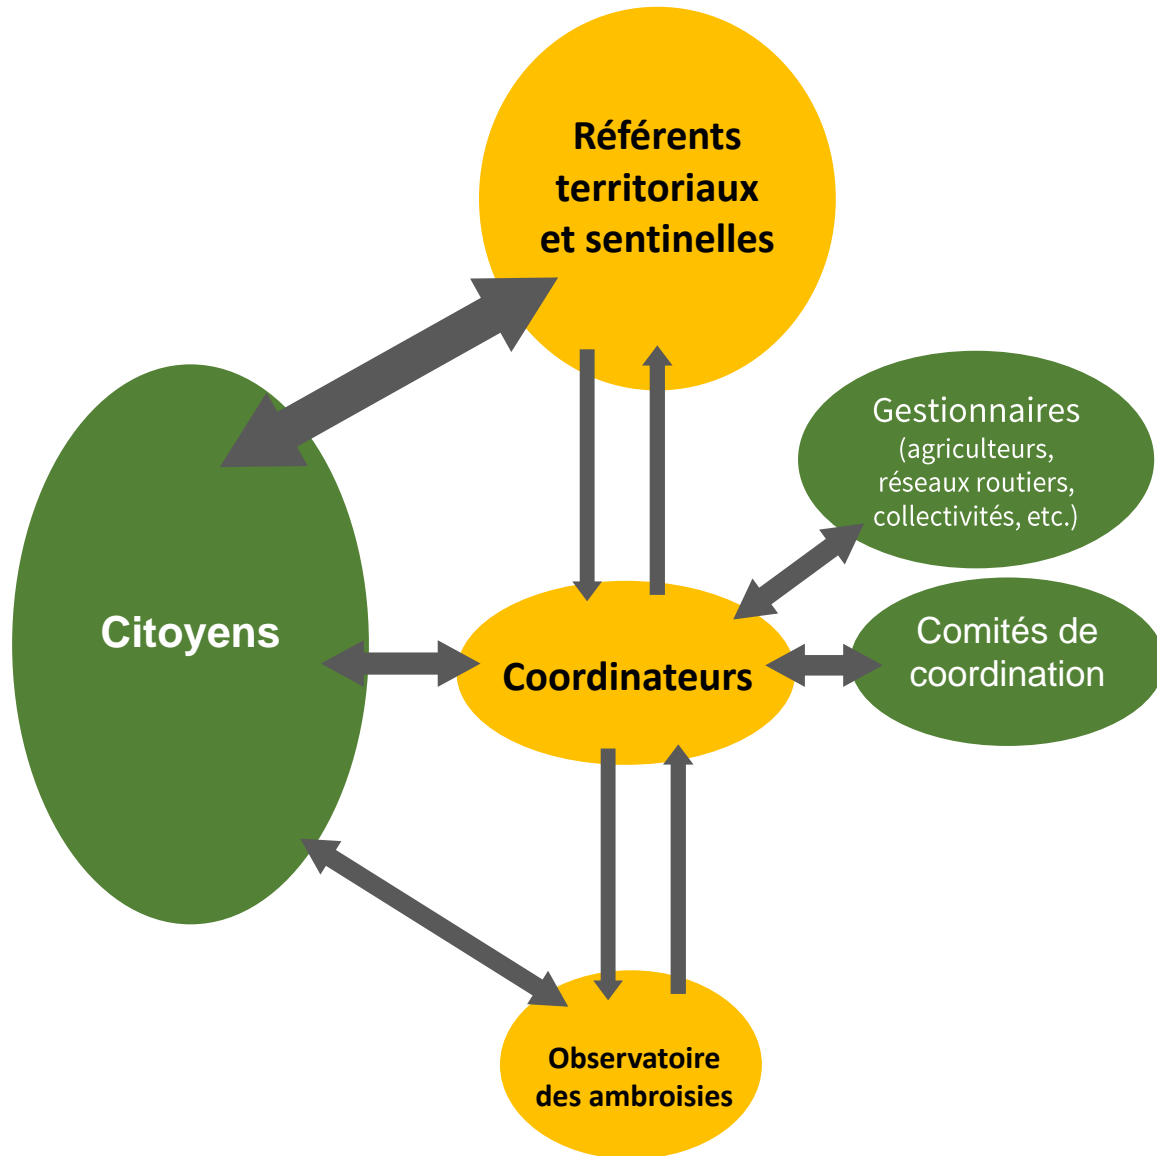 Référents
territoriaux
et sentinelles
Gestionnaires
(agriculteurs,
réseaux routiers,
collectivités, etc.)
Citoyens
Coordinateurs
Comités de
coordination
Observatoire
des ambroisies